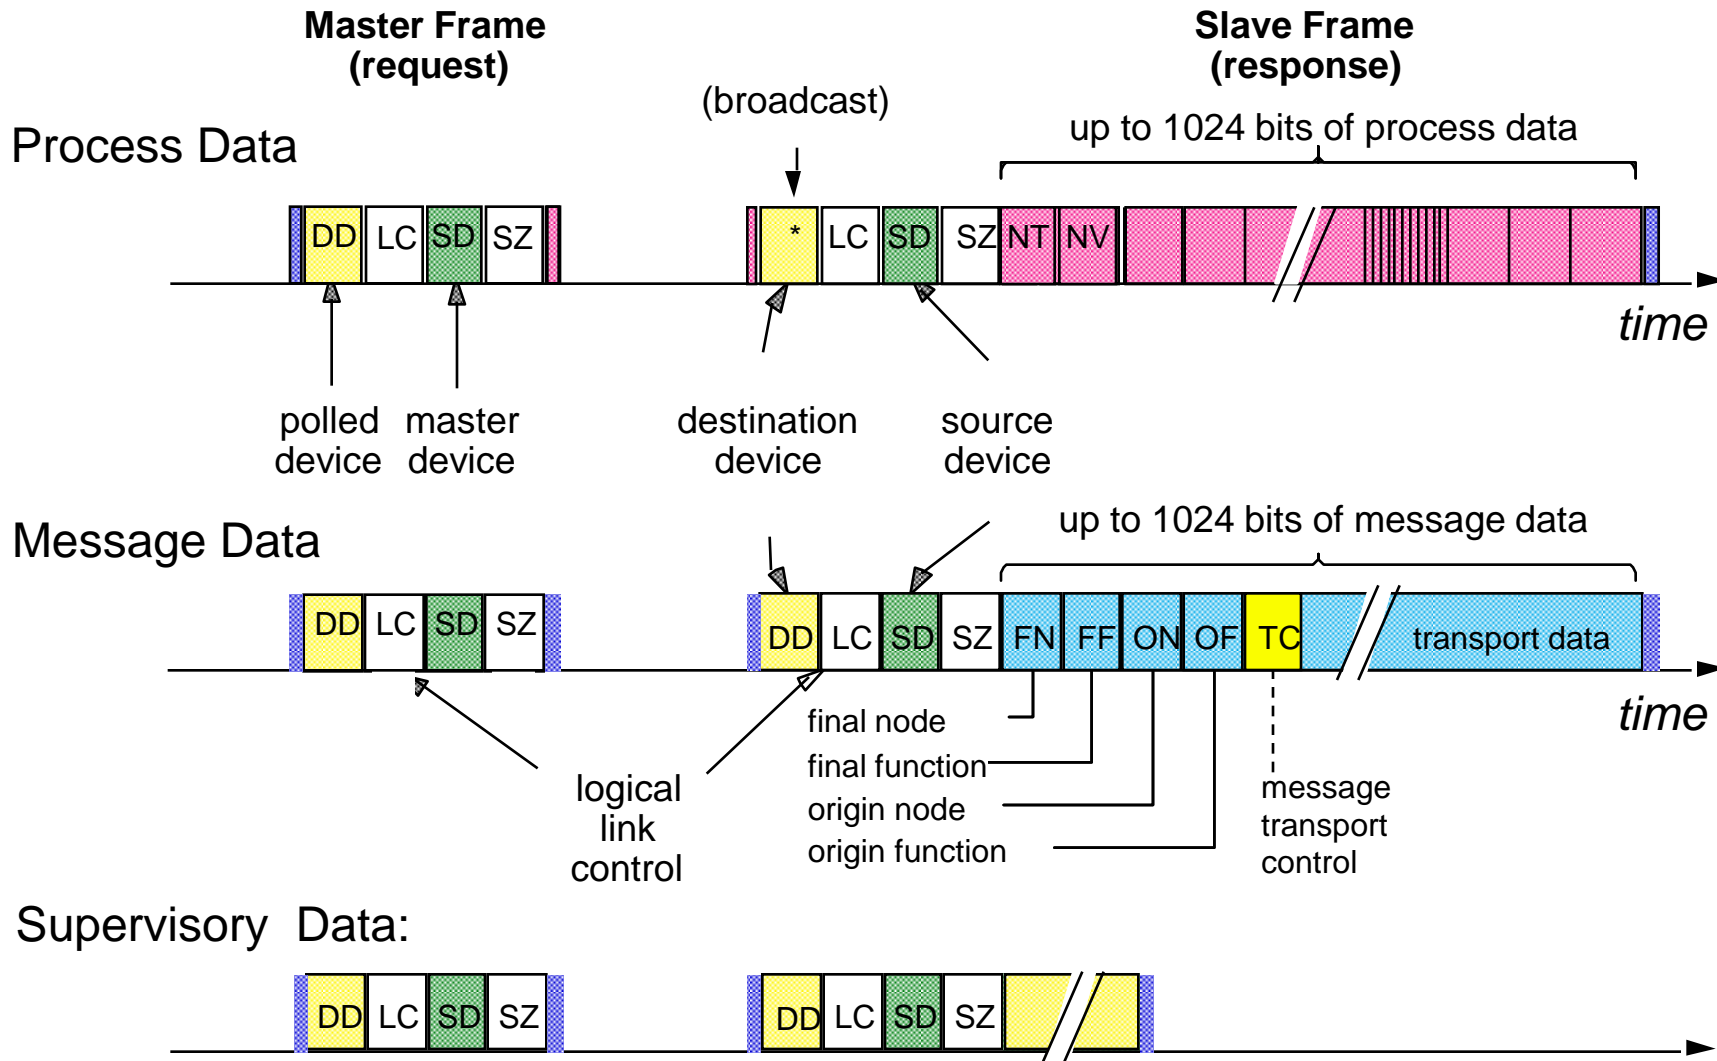 Master Frame
(request)
Slave Frame
(response)
(broadcast)
up to 1024 bits of process data
Process Data
DD LC SD SZ
* LC SD SZ NT NV
time
polled
device
master
device
destination
device
source
device
up to 1024 bits of message data
Message Data
DD LC SD SZ
DD LC SD SZ FN FF ON OF TC transport data
time
final node
final function
origin node
origin function
logical
link
control
message
transport
control
Supervisory Data:
DD LC SD SZ
DD LC SD SZ